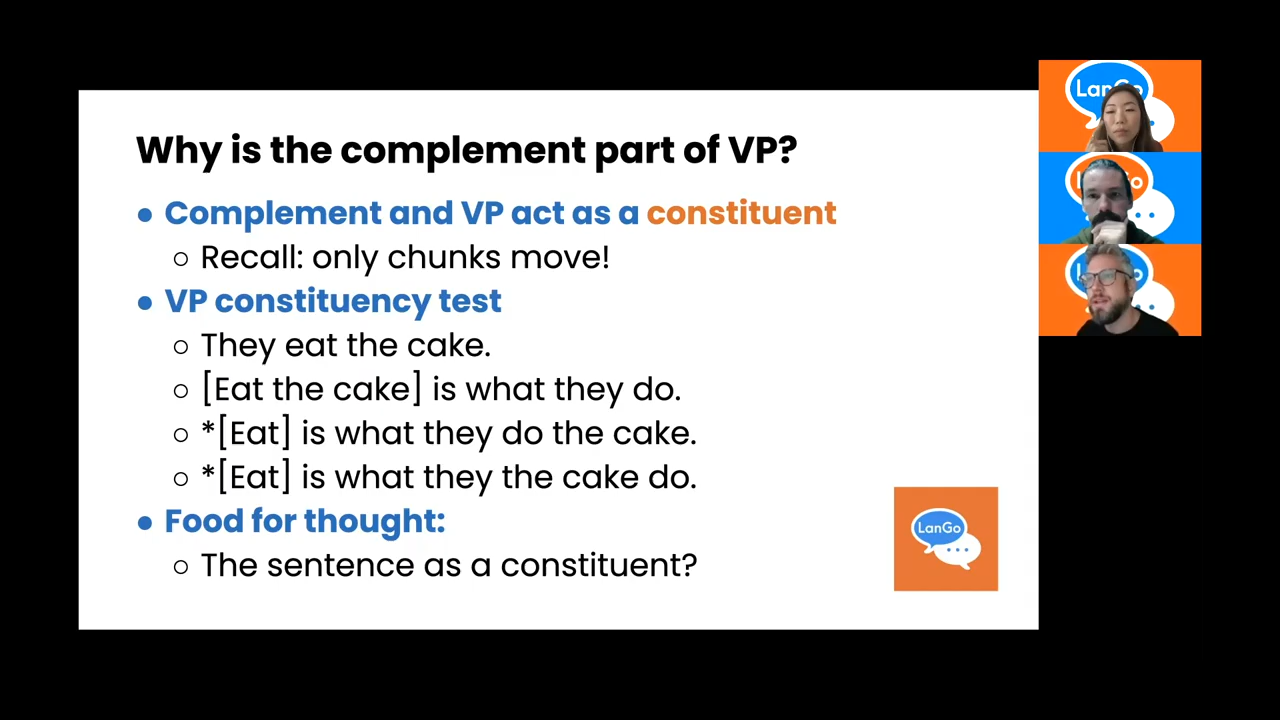 Why is the complement part of VP?
● Complement and VP act as a constituent
○ Recall: only chunks move!
● VP constituency test
○ They eat the cake.
○ [Eat the cake] is what they do.
○ *[Eat] is what they do the cake.
○ *[Eat] is what they the cake do.
● Food for thought:
○ The sentence as a constituent?
LanGo
LanGo